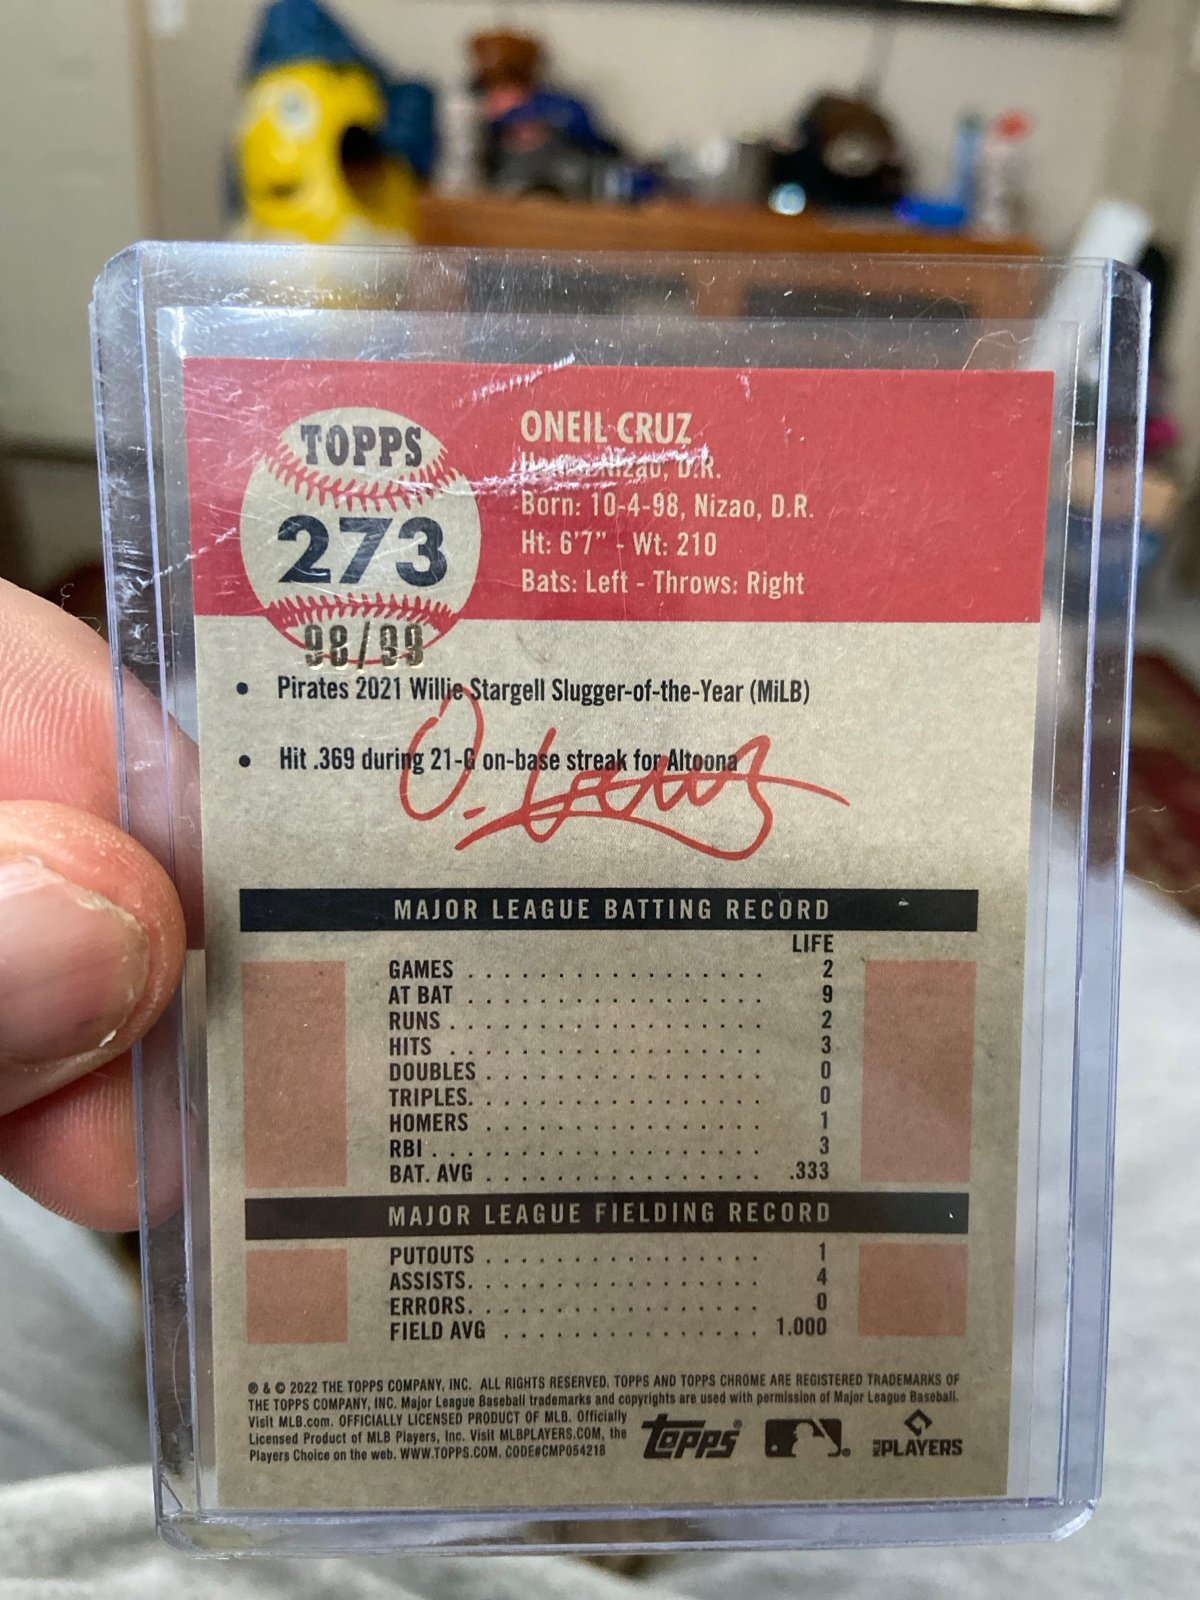 TOPPS
273
98/99
ONEIL CRUZ
Home: Nizao, D.R.
Born: 10-4-98, Nizao, D.R.
Ht: 6'7" - Wt: 210
Bats: Left - Throws: Right
• Pirates 2021 Willie Stargell Slugger-of-the-Year (MiLB)
• Hit .369 during 21-G on-base streak for Altoona
O. Cruz
MAJOR LEAGUE BATTING RECORD
LIFE
GAMES . . . . . . . . . . . . . . . . . 2
AT BAT . . . . . . . . . . . . . . . . . 9
RUNS . . . . . . . . . . . . . . . . . . 2
HITS . . . . . . . . . . . . . . . . . . 3
DOUBLES . . . . . . . . . . . . . . . . 0
TRIPLES. . . . . . . . . . . . . . . . . 0
HOMERS . . . . . . . . . . . . . . . . 1
RBI . . . . . . . . . . . . . . . . . . . 3
BAT. AVG . . . . . . . . . . . . . . . . .333
MAJOR LEAGUE FIELDING RECORD
PUTOUTS . . . . . . . . . . . . . . . . 1
ASSISTS. . . . . . . . . . . . . . . . . 4
ERRORS. . . . . . . . . . . . . . . . . 0
FIELD AVG . . . . . . . . . . . . . . . 1.000
® & © 2022 THE TOPPS COMPANY, INC. ALL RIGHTS RESERVED. TOPPS AND TOPPS CHROME ARE REGISTERED TRADEMARKS OF
THE TOPPS COMPANY, INC. Major League Baseball trademarks and copyrights are used with permission of Major League Baseball.
Visit MLB.com. OFFICIALLY LICENSED PRODUCT OF MLB. Officially
Licensed Product of MLB Players, Inc. Visit MLBPLAYERS.COM, the
Players Choice on the web. WWW.TOPPS.COM. CODE#CMP054218
Topps®
MLB PLAYERS